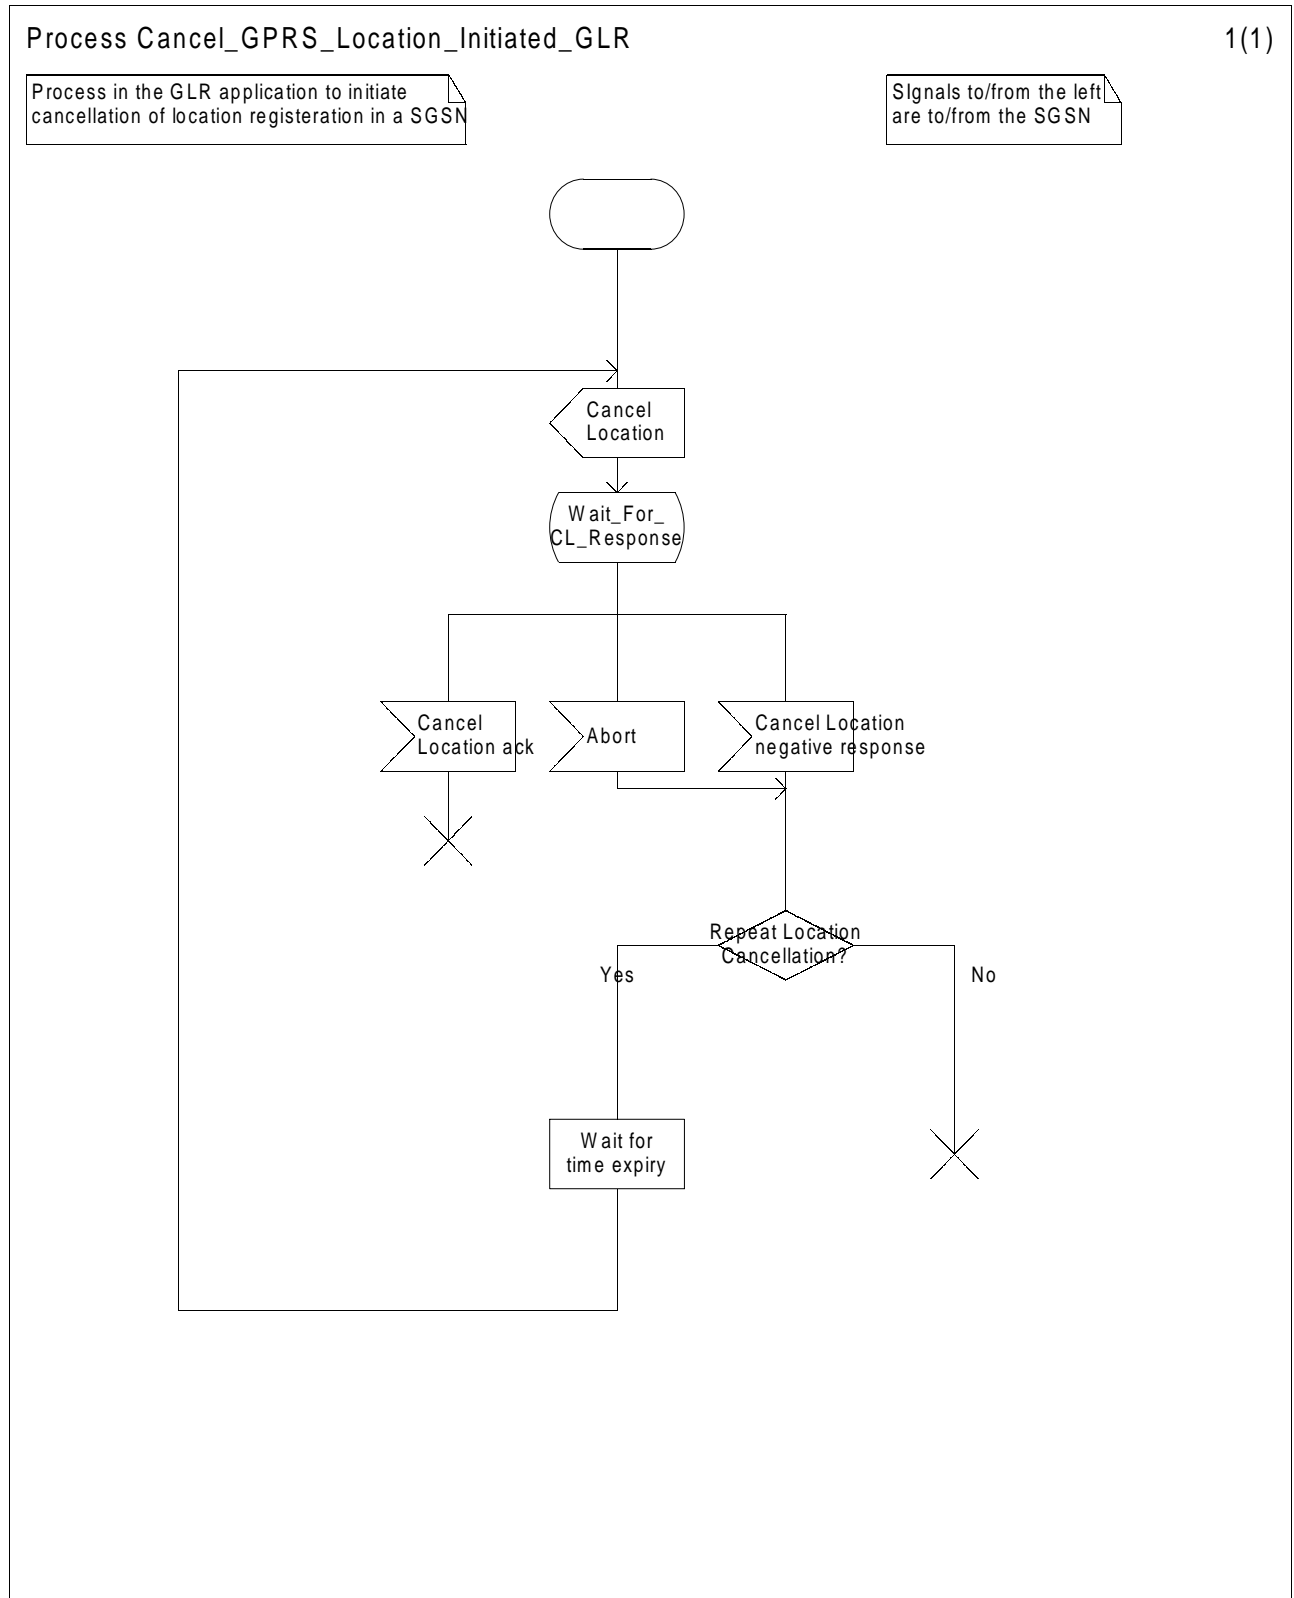 Process Cancel_GPRS_Location_Initiated_GLR
1(1)
Process in the GLR application to initiate
cancellation of location registeration in a SGSN
SIgnals to/from the left
are to/from the SGSN
Cancel
Location
Wait_For_
CL_Response
Cancel
Location ack
Abort
Cancel Location
negative response
Repeat Location
Cancellation?
Yes
No
Wait for
time expiry